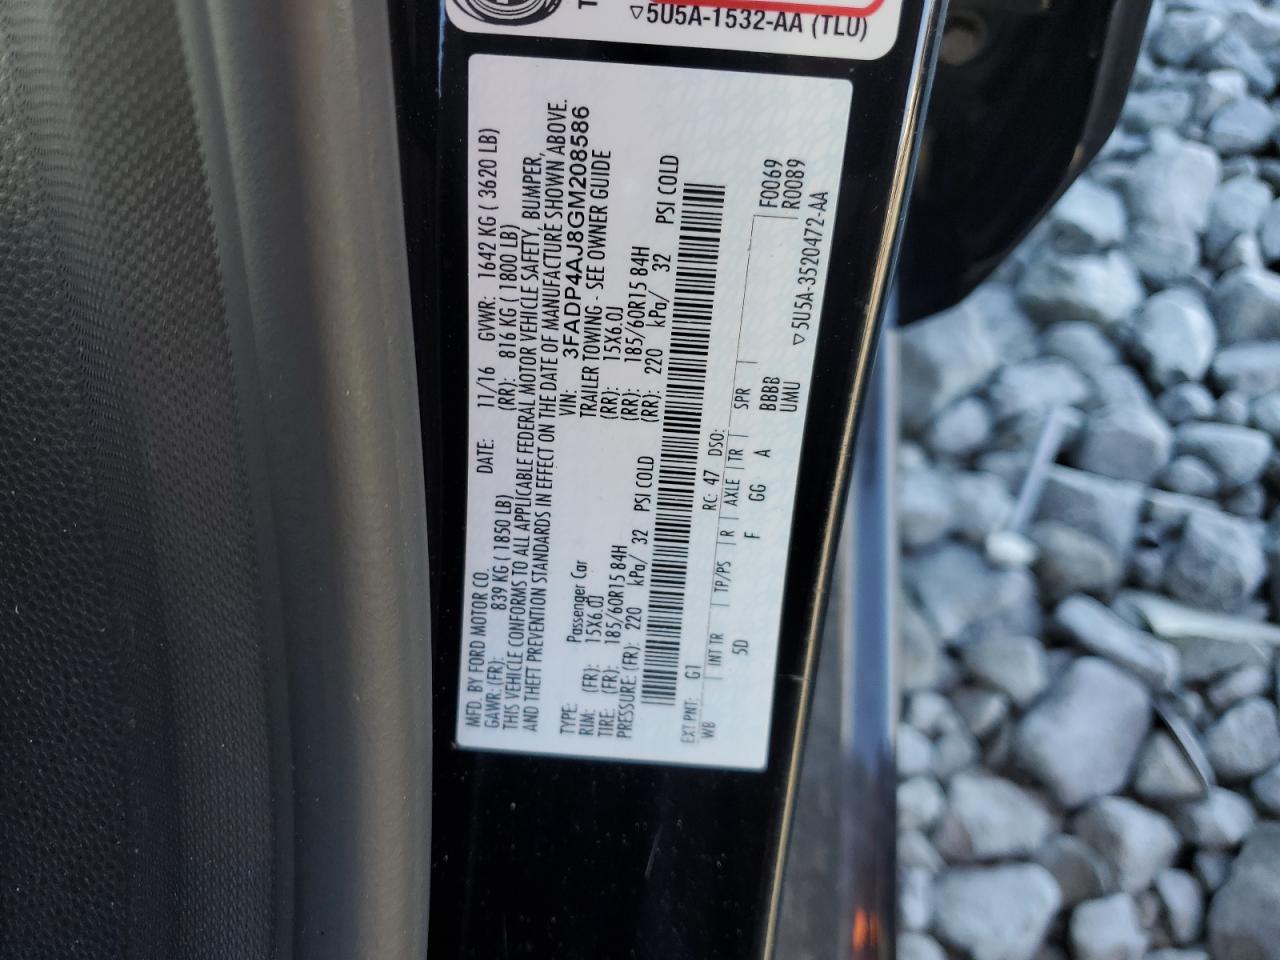 ▽5U5A-1532-AA (TLU)
MFD. BY FORD MOTOR CO. DATE: 11/16 GVWR: 1642 KG ( 3620 LB)
GAWR: (FR): 839 KG ( 1850 LB) (RR): 816 KG ( 1800 LB)
THIS VEHICLE CONFORMS TO ALL APPLICABLE FEDERAL MOTOR VEHICLE SAFETY, BUMPER,
AND THEFT PREVENTION STANDARDS IN EFFECT ON THE DATE OF MANUFACTURE SHOWN ABOVE.
VIN: 3FADP4AJ8GM208586
TYPE: Passenger Car TRAILER TOWING - SEE OWNER GUIDE
RIM: (FR): 15X6.0J (RR): 15X6.0J
TIRE: (FR): 185/60R15 84H (RR): 185/60R15 84H
PRESSURE: (FR): 220 kPa/ 32 PSI COLD (RR): 220 kPa/ 32 PSI COLD
EXT PNT: G1 RC: 47 DSO:
WB | INT TR | TP/PS | R | AXLE | TR | SPR
5D F GG A BBBB F0069
UMU R0089
▽5U5A-3520472-AA